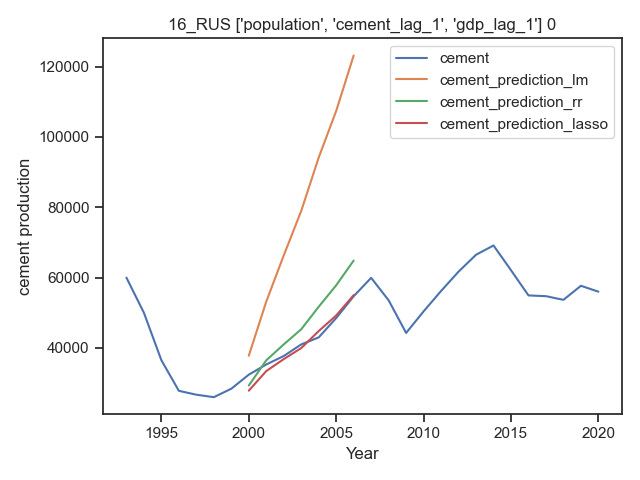 16_RUS ['population', 'cement_lag_1', 'gdp_lag_1'] 0
cement
cement_prediction_lm
cement_prediction_rr
cement_prediction_lasso
120000
100000
80000
60000
40000
cement production
1995
2000
2005
2010
2015
2020
Year